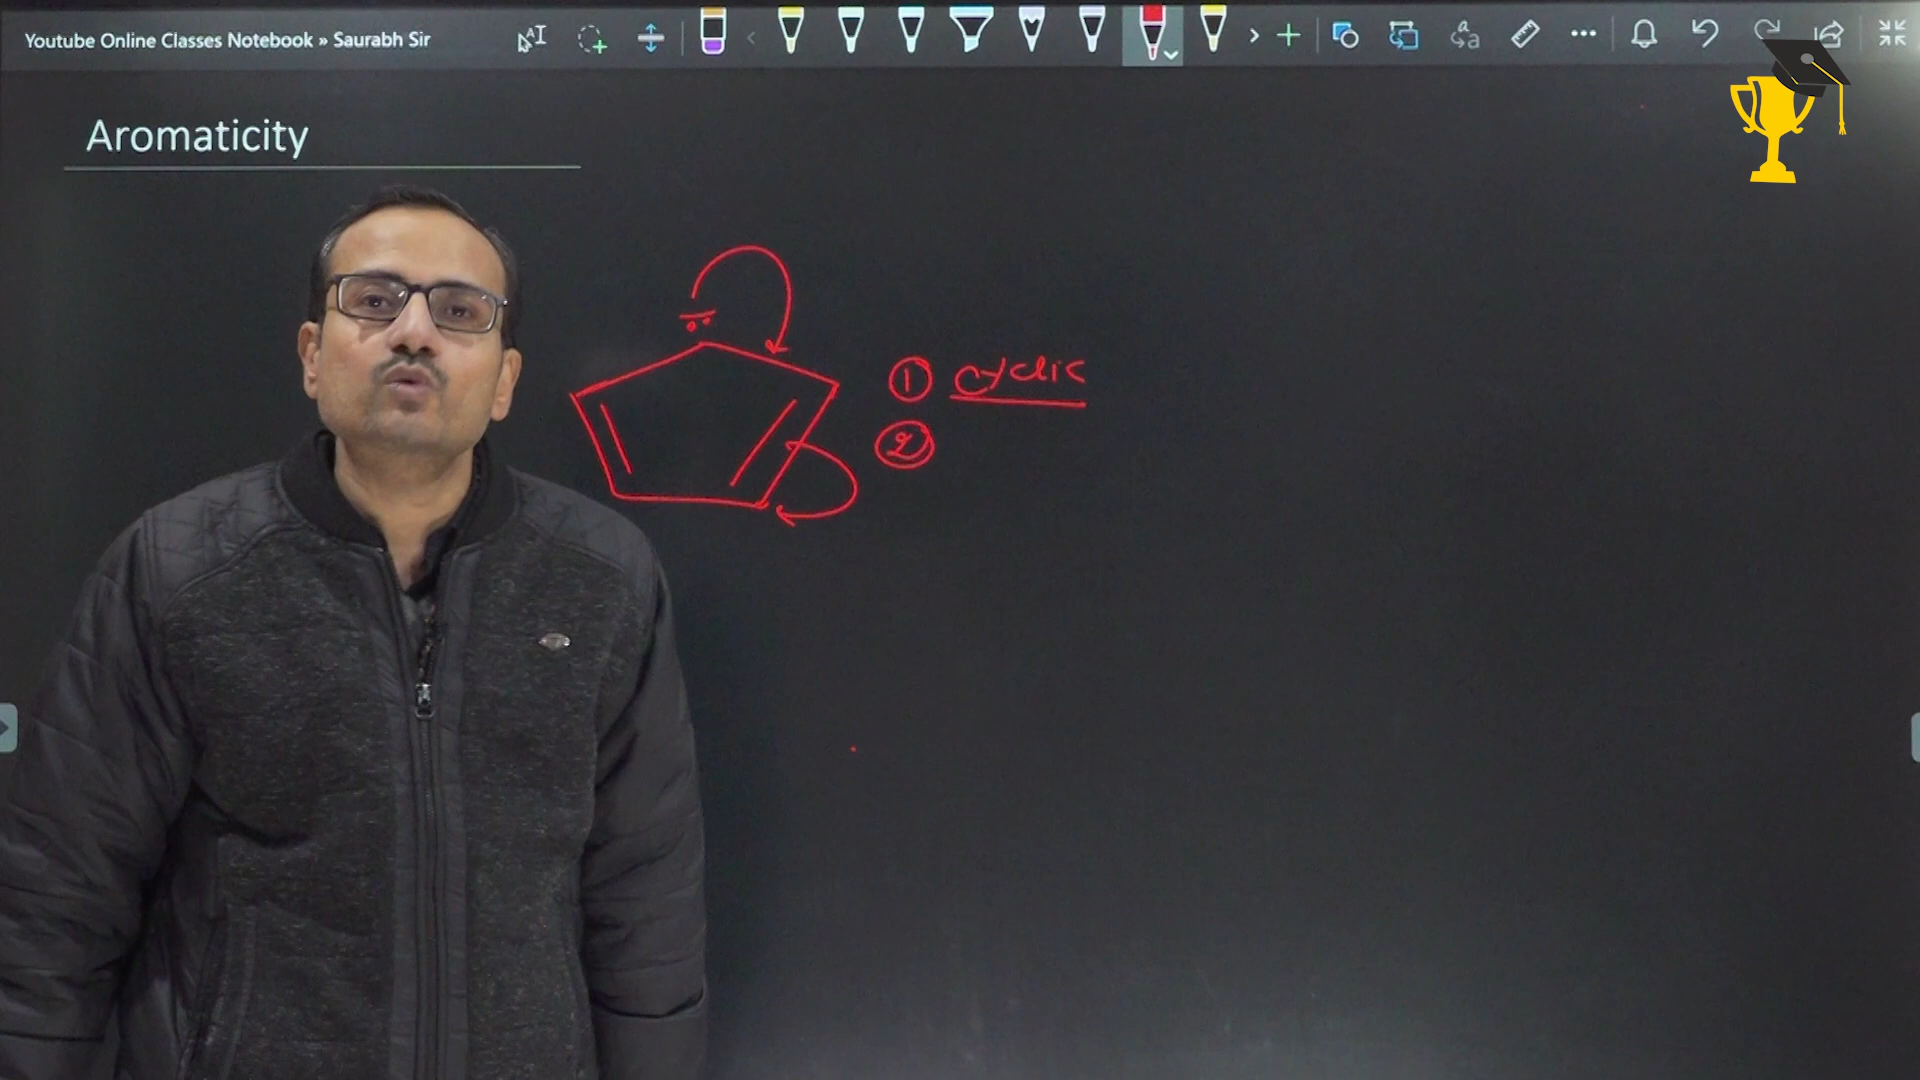 Youtube Online Classes Notebook » Saurabh Sir
Aromaticity
① cyclic
②